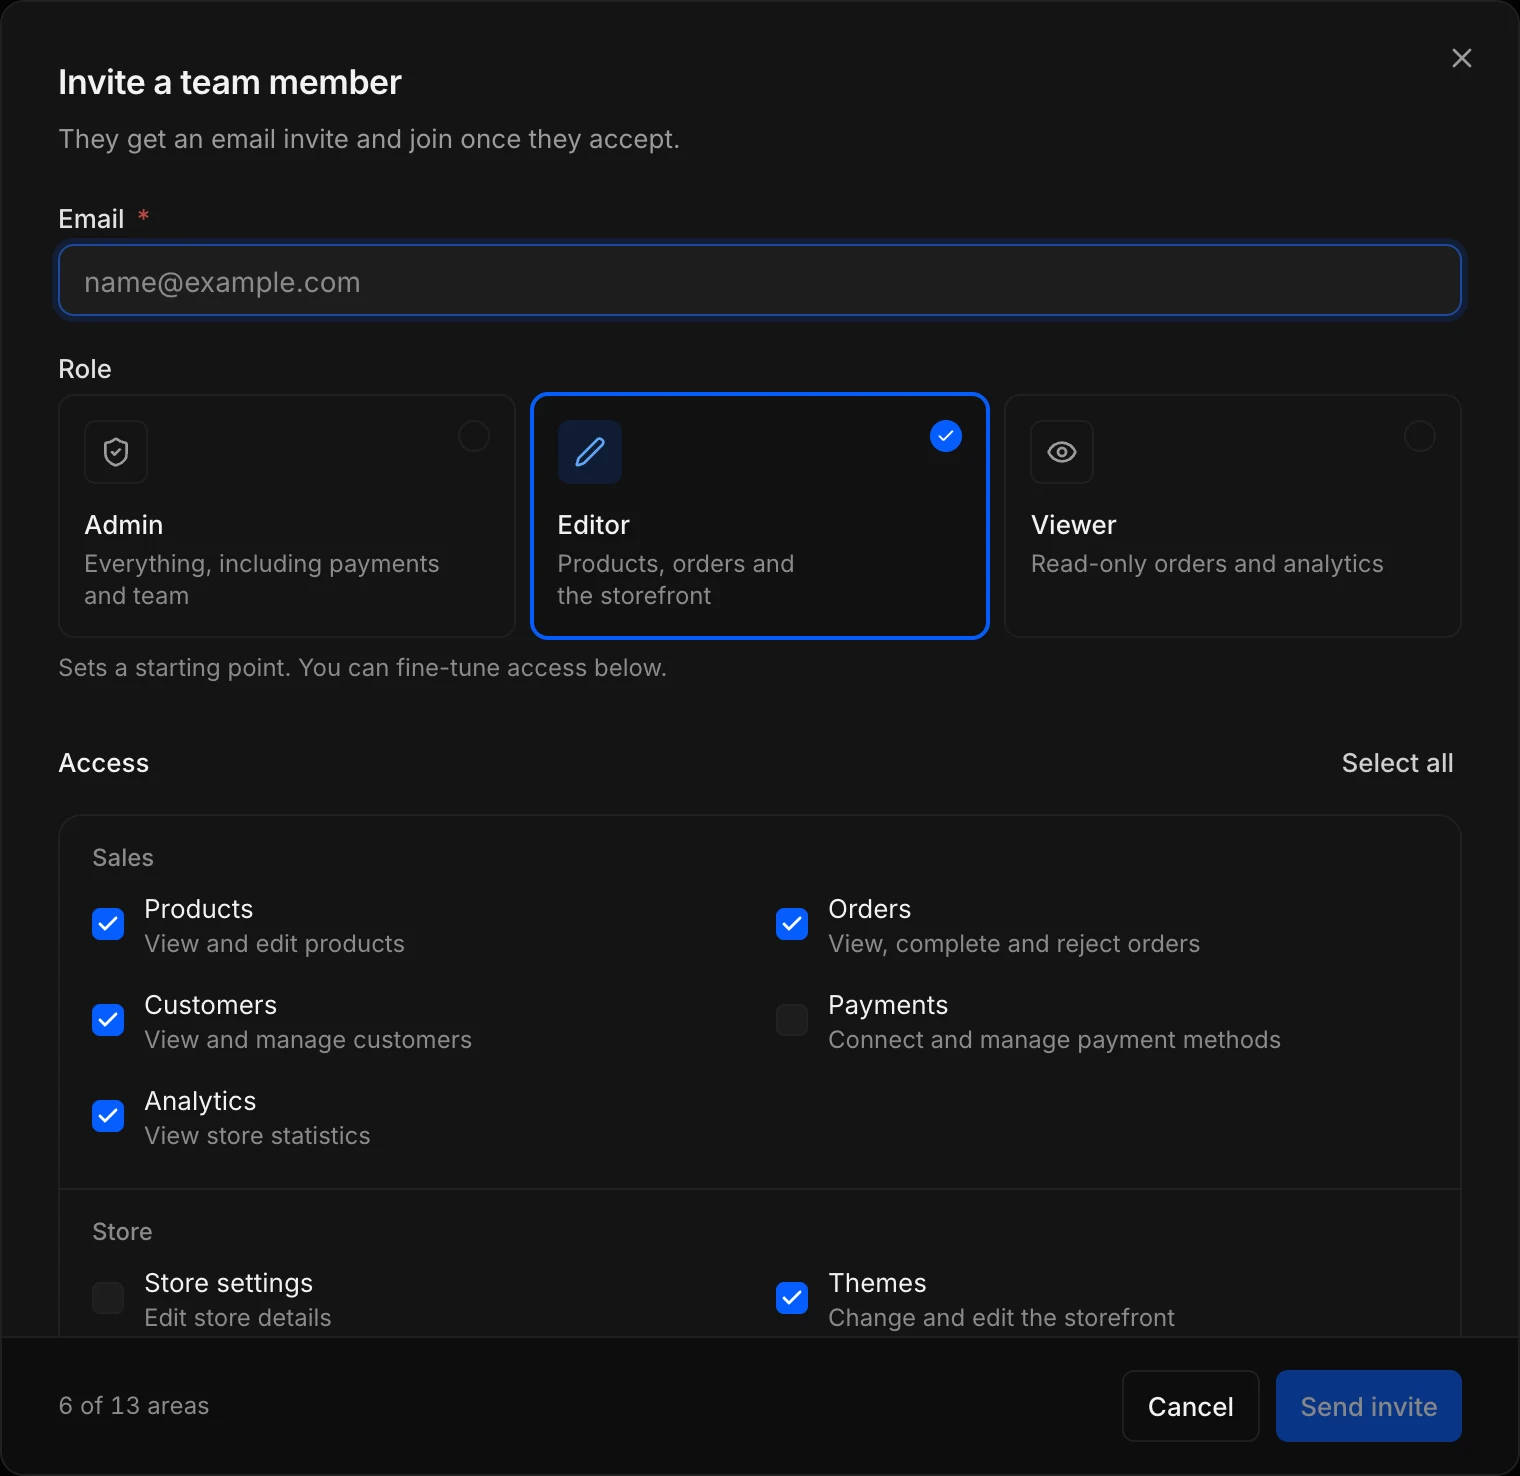 Invite a team member
They get an email invite and join once they accept.
Email *
name@example.com
Role
Admin
Everything, including payments
and team
Editor
Products, orders and
the storefront
Viewer
Read-only orders and analytics
Sets a starting point. You can fine-tune access below.
Access
Select all
Sales
Products
View and edit products
Orders
View, complete and reject orders
Customers
View and manage customers
Payments
Connect and manage payment methods
Analytics
View store statistics
Store
Store settings
Edit store details
Themes
Change and edit the storefront
6 of 13 areas
Cancel
Send invite